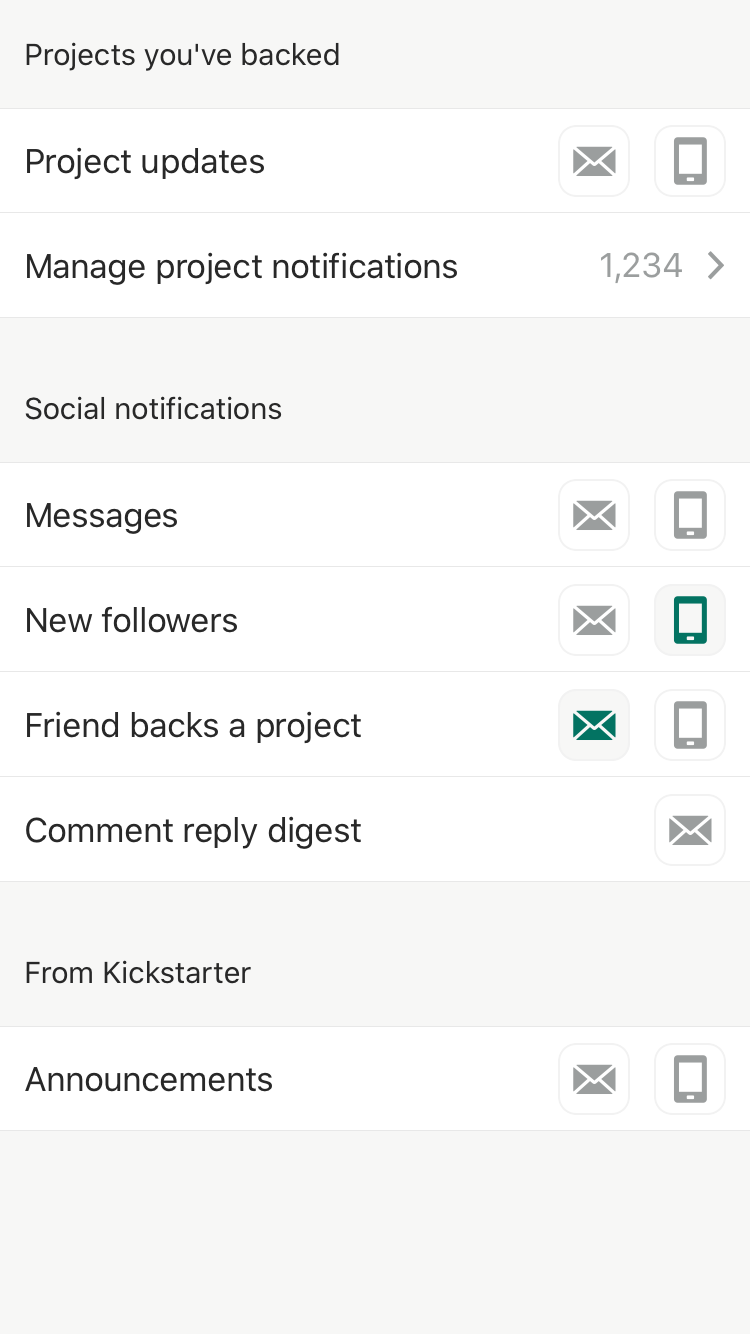 Projects you've backed
Project updates
Manage project notifications 1,234
Social notifications
Messages
New followers
Friend backs a project
Comment reply digest
From Kickstarter
Announcements